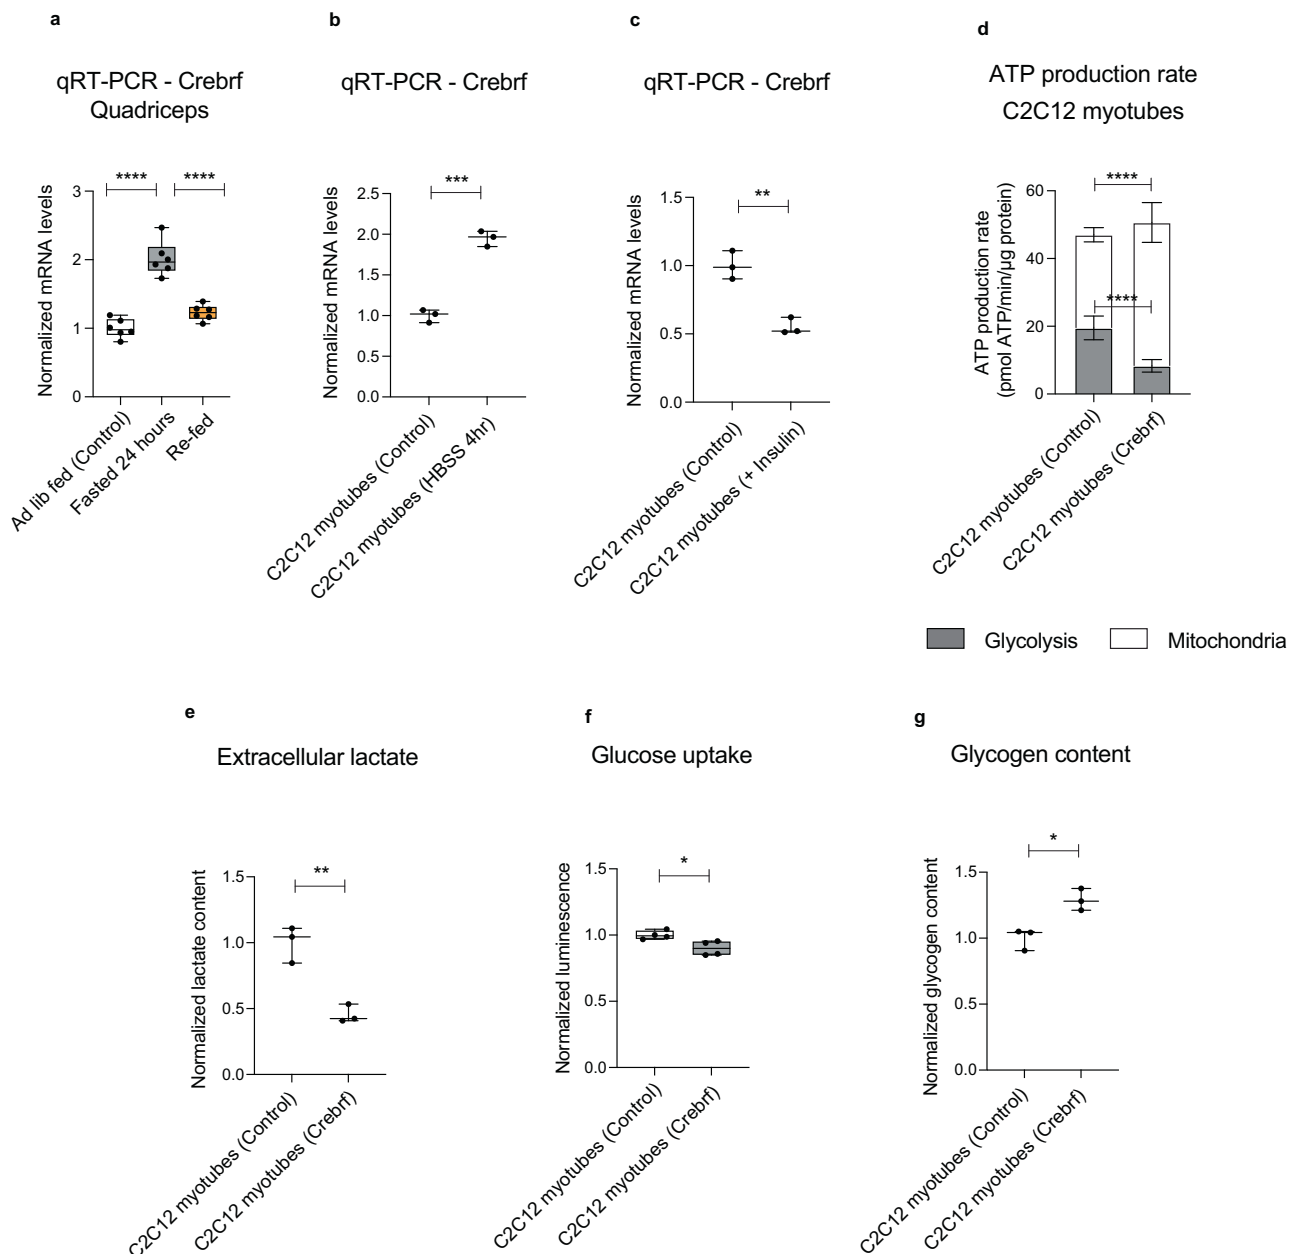 a
qRT-PCR - Crebrf
Quadriceps
Normalized mRNA levels
3
2
1
0
****
****
Ad lib fed (Control)
Fasted 24 hours
Re-fed
b
qRT-PCR - Crebrf
Normalized mRNA levels
2.5
2.0
1.5
1.0
0.5
0.0
***
C2C12 myotubes (Control)
C2C12 myotubes (HBSS 4hr)
c
qRT-PCR - Crebrf
Normalized mRNA levels
1.5
1.0
0.5
0.0
**
C2C12 myotubes (Control)
C2C12 myotubes (+ Insulin)
d
ATP production rate
C2C12 myotubes
ATP production rate
(pmol ATP/min/µg protein)
60
40
20
0
****
****
C2C12 myotubes (Control)
C2C12 myotubes (Crebrf)
Glycolysis
Mitochondria
e
Extracellular lactate
Normalized lactate content
1.5
1.0
0.5
0.0
**
C2C12 myotubes (Control)
C2C12 myotubes (Crebrf)
f
Glucose uptake
Normalized luminescence
1.5
1.0
0.5
0.0
*
C2C12 myotubes (Control)
C2C12 myotubes (Crebrf)
g
Glycogen content
Normalized glycogen content
1.5
1.0
0.5
0.0
*
C2C12 myotubes (Control)
C2C12 myotubes (Crebrf)